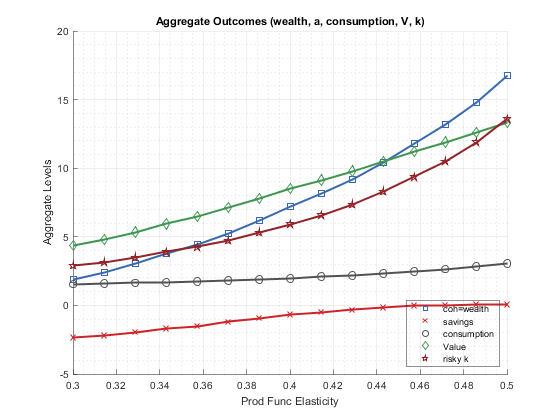 Aggregate Outcomes (wealth, a, consumption, V, k)
20
15
10
5
0
-5
Aggregate Levels
coh=wealth
savings
consumption
Value
risky k
0.3 0.32 0.34 0.36 0.38 0.4 0.42 0.44 0.46 0.48 0.5
Prod Func Elasticity